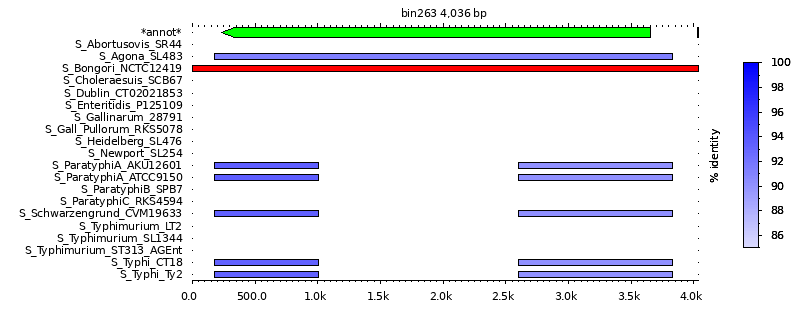 bin263 4,036 bp
*annot*
S_Abortusovis_SR44
S_Agona_SL483
S_Bongori_NCTC12419
S_Choleraesuis_SCB67
S_Dublin_CT02021853
S_Enteritidis_P125109
S_Gallinarum_28791
S_Gall_Pullorum_RKS5078
S_Heidelberg_SL476
S_Newport_SL254
S_ParatyphiA_AKU12601
S_ParatyphiA_ATCC9150
S_ParatyphiB_SPB7
S_ParatyphiC_RKS4594
S_Schwarzengrund_CVM19633
S_Typhimurium_LT2
S_Typhimurium_SL1344
S_Typhimurium_ST313_AGEnt
S_Typhi_CT18
S_Typhi_Ty2
0.0 500.0 1.0k 1.5k 2.0k 2.5k 3.0k 3.5k 4.0k
% identity
100
98
96
94
92
90
88
86